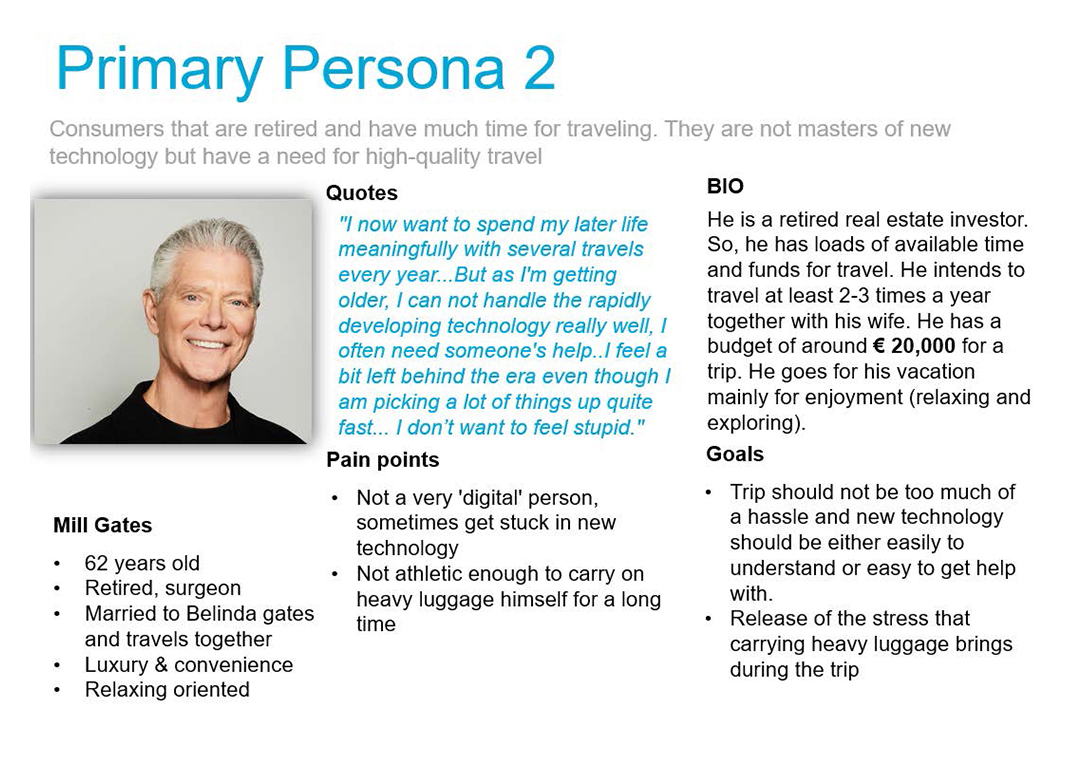 Primary Persona 2
Consumers that are retired and have much time for traveling. They are not masters of new
technology but have a need for high-quality travel
Quotes
"I now want to spend my later life
meaningfully with several travels
every year...But as I'm getting
older, I can not handle the rapidly
developing technology really well, I
often need someone's help..I feel a
bit left behind the era even though I
am picking a lot of things up quite
fast... I don’t want to feel stupid."
Pain points
• Not a very 'digital' person,
sometimes get stuck in new
technology
• Not athletic enough to carry on
heavy luggage himself for a long
time
BIO
He is a retired real estate investor.
So, he has loads of available time
and funds for travel. He intends to
travel at least 2-3 times a year
together with his wife. He has a
budget of around € 20,000 for a
trip. He goes for his vacation
mainly for enjoyment (relaxing and
exploring).
Goals
• Trip should not be too much of
a hassle and new technology
should be either easily to
understand or easy to get help
with.
• Release of the stress that
carrying heavy luggage brings
during the trip
Mill Gates
• 62 years old
• Retired, surgeon
• Married to Belinda gates
and travels together
• Luxury & convenience
• Relaxing oriented